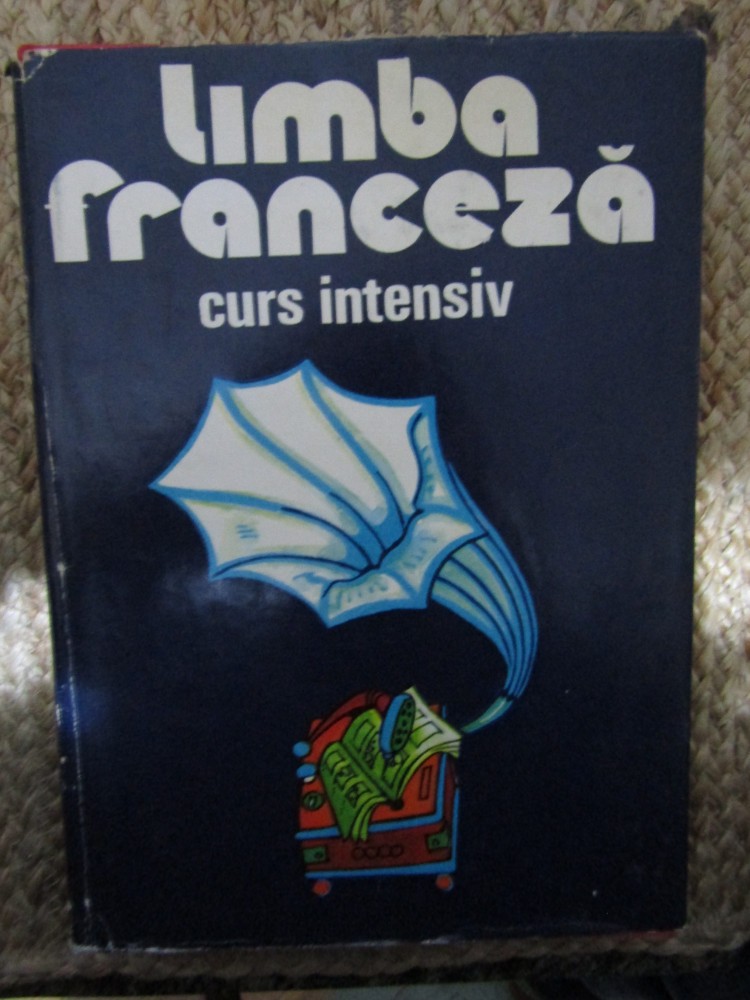 limba
franceză
curs intensiv